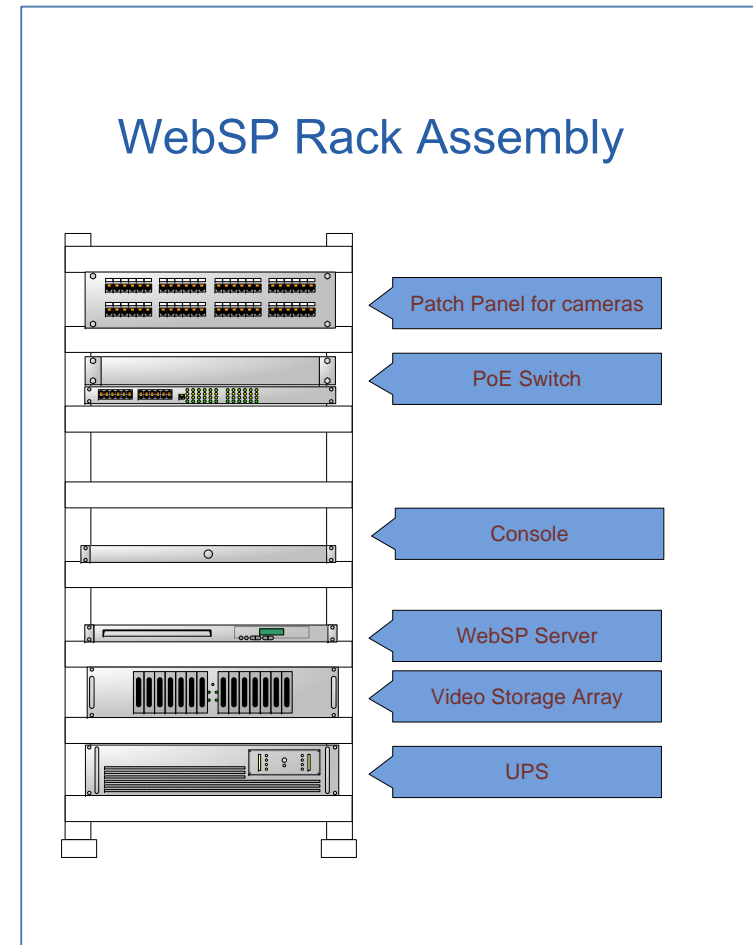 WebSP Rack Assembly
Patch Panel for cameras
PoE Switch
Console
WebSP Server
Video Storage Array
UPS